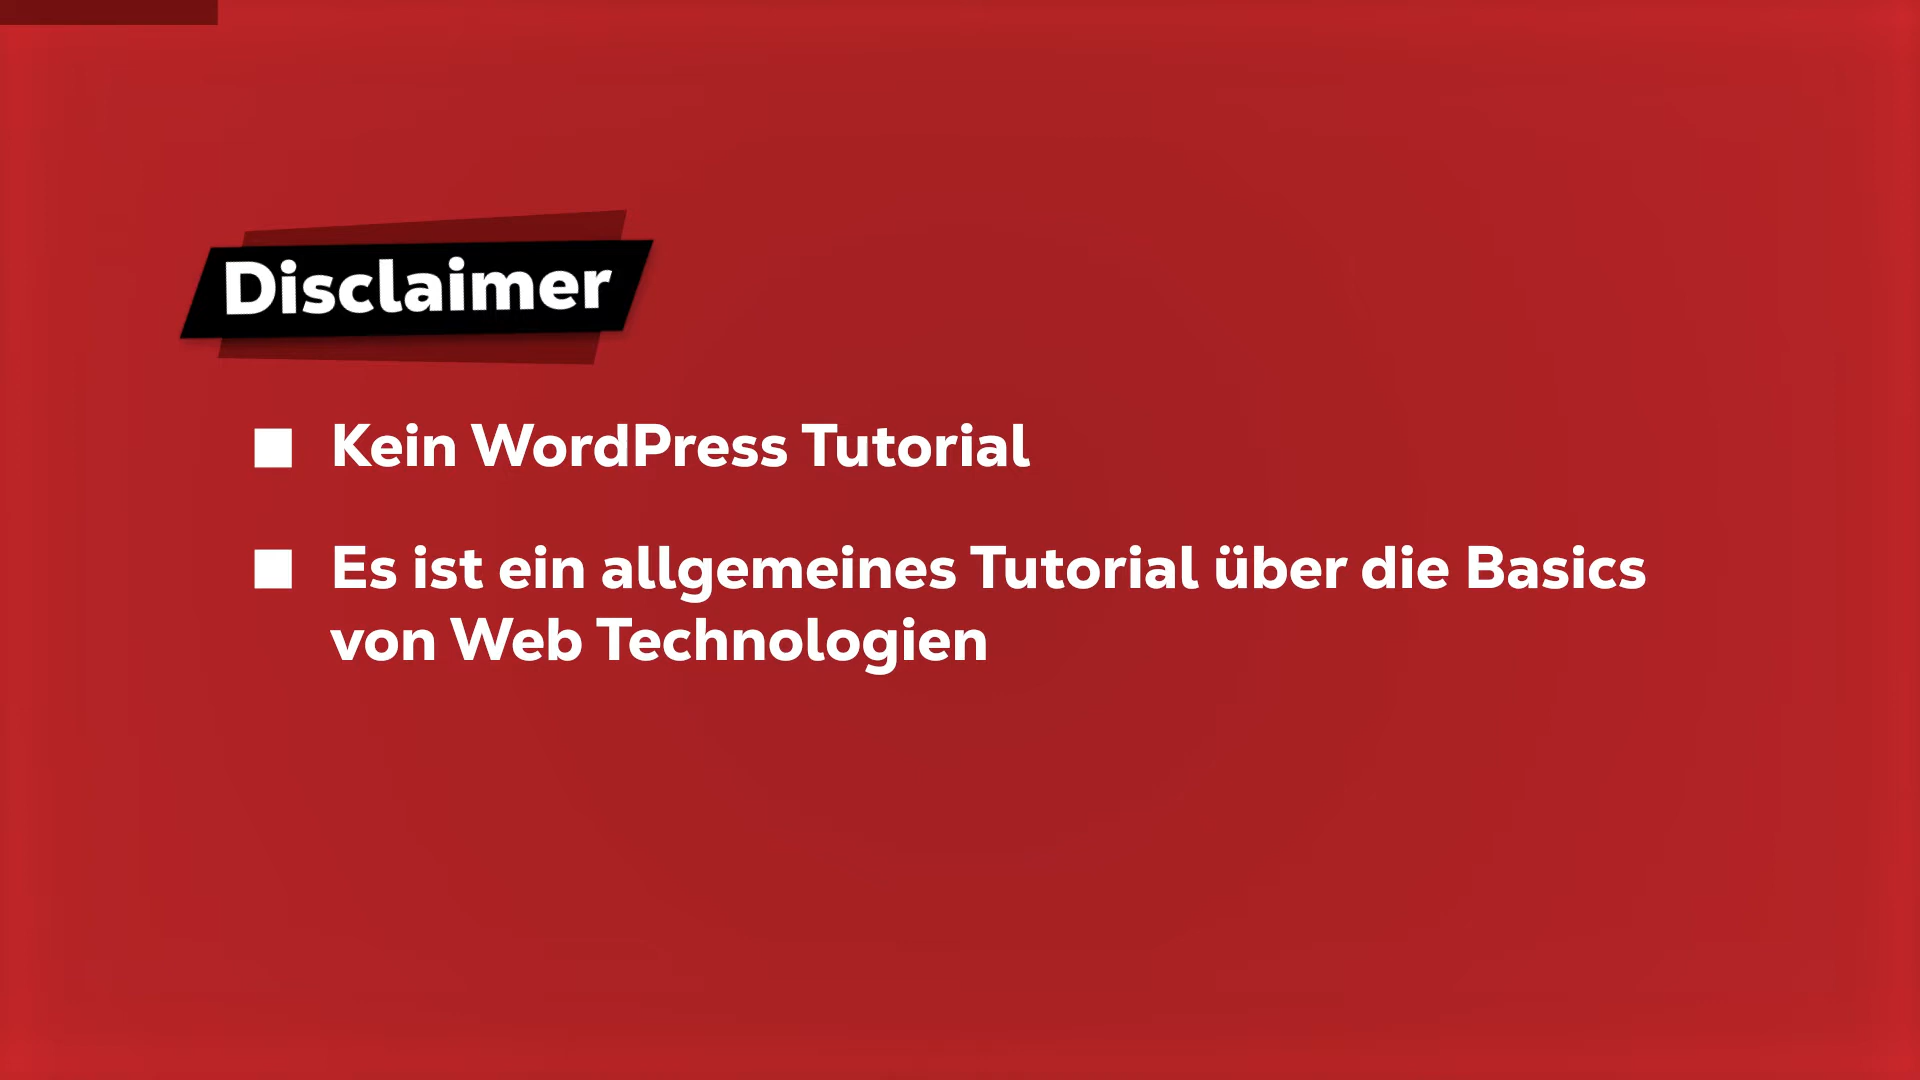 Disclaimer
Kein WordPress Tutorial
Es ist ein allgemeines Tutorial über die Basics
von Web Technologien